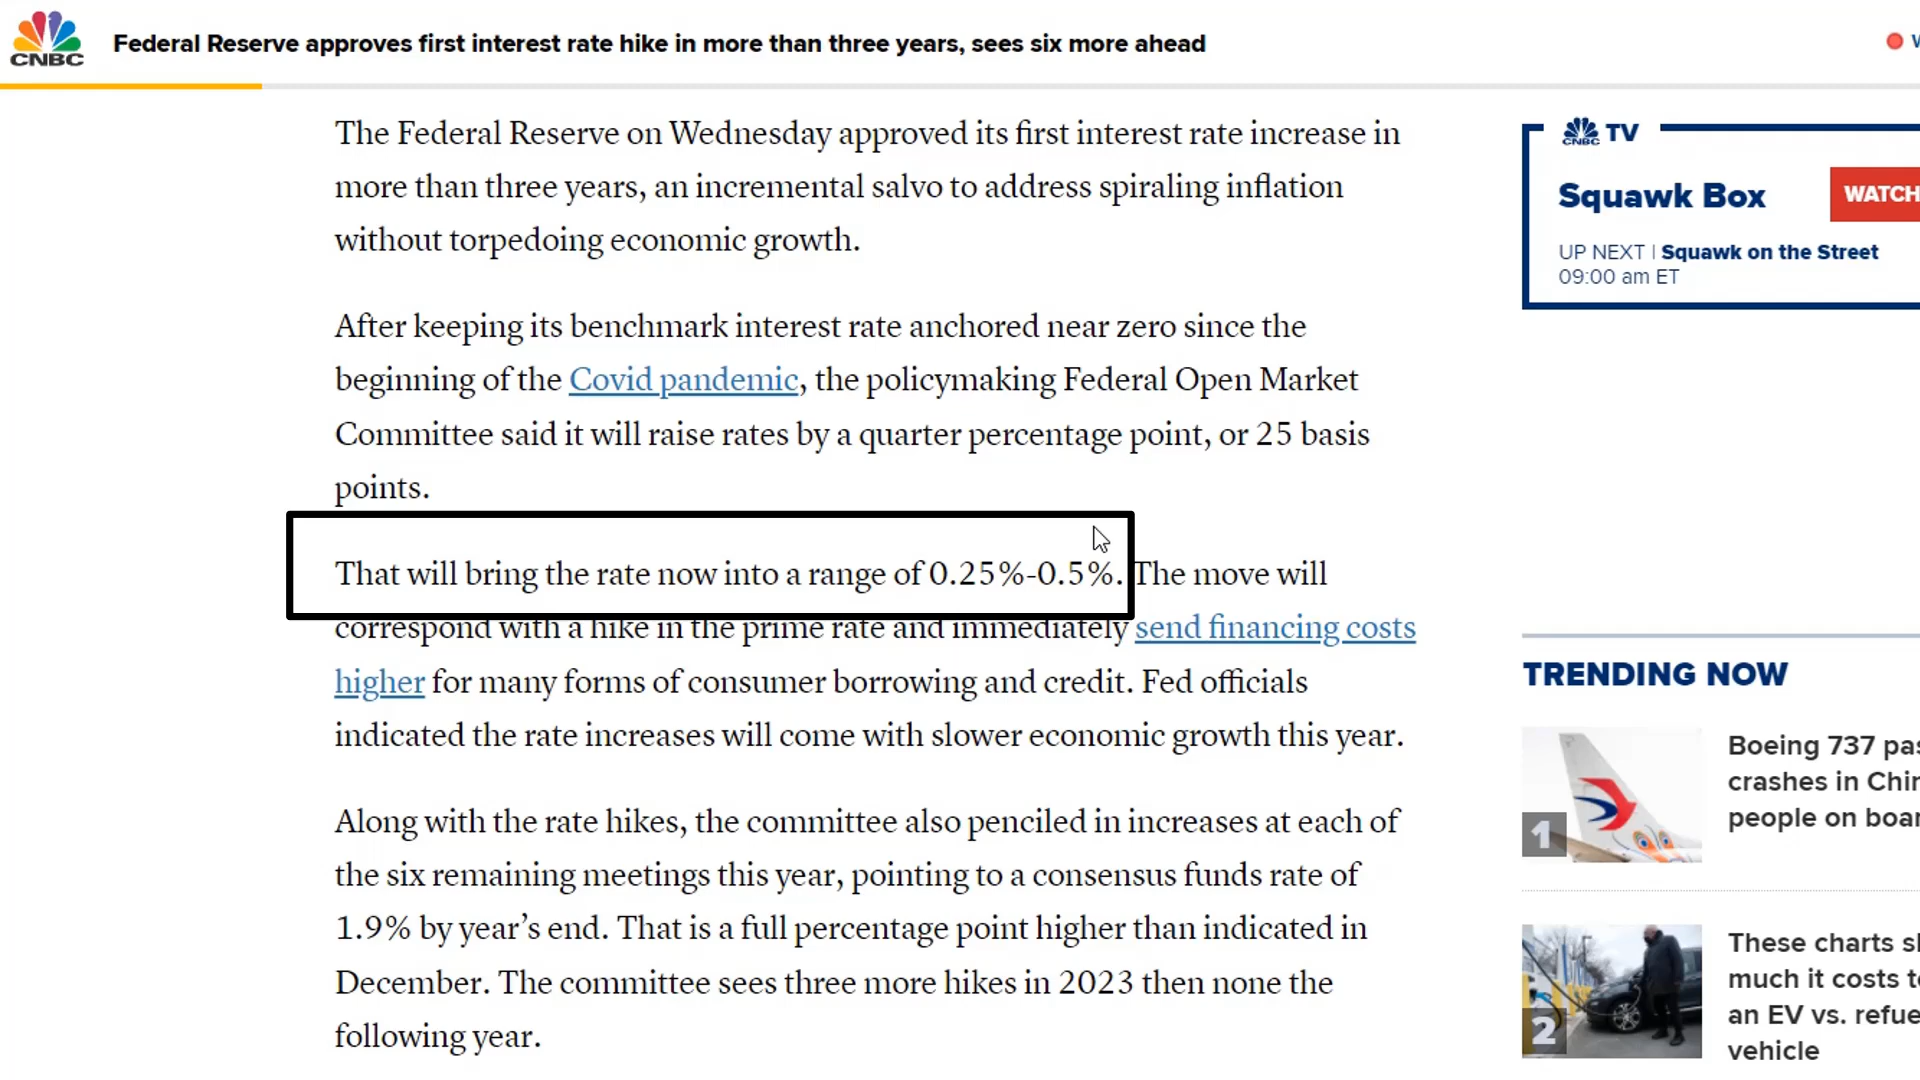 CNBC
Federal Reserve approves first interest rate hike in more than three years, sees six more ahead
The Federal Reserve on Wednesday approved its first interest rate increase in
more than three years, an incremental salvo to address spiraling inflation
without torpedoing economic growth.
After keeping its benchmark interest rate anchored near zero since the
beginning of the Covid pandemic, the policymaking Federal Open Market
Committee said it will raise rates by a quarter percentage point, or 25 basis
points.
That will bring the rate now into a range of 0.25%-0.5%. The move will
correspond with a hike in the prime rate and immediately send financing costs
higher for many forms of consumer borrowing and credit. Fed officials
indicated the rate increases will come with slower economic growth this year.
Along with the rate hikes, the committee also penciled in increases at each of
the six remaining meetings this year, pointing to a consensus funds rate of
1.9% by year’s end. That is a full percentage point higher than indicated in
December. The committee sees three more hikes in 2023 then none the
following year.
CNBC TV
Squawk Box
WATCH
UP NEXT | Squawk on the Street
09:00 am ET
TRENDING NOW
1
Boeing 737
crashes in
people on
2
These charts
much it costs
an EV vs.
vehicle